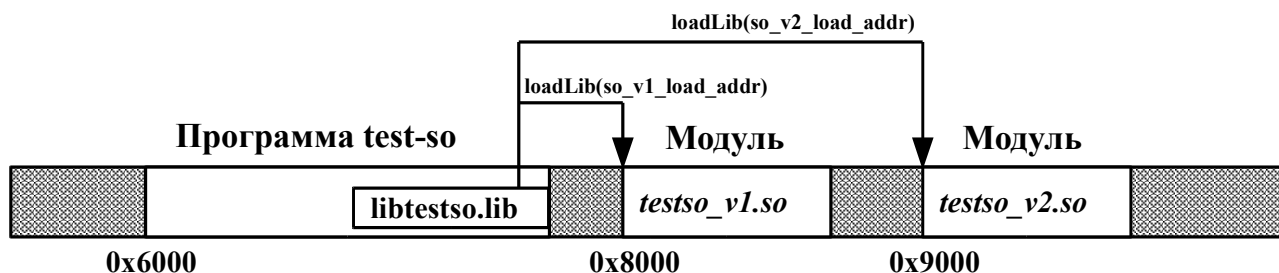 loadLib(so_v2_load_addr)
loadLib(so_v1_load_addr)
Программа test-so
Модуль
Модуль
libtestso.lib
testso_v1.so
testso_v2.so
0x6000
0x8000
0x9000